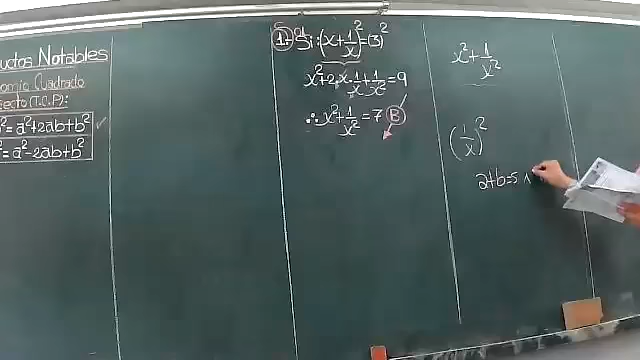 uctos Notables
omio Cuadrado
fecto (T.C.P):
² = a²+2ab+b² ✓
² = a²-2ab+b²
1. Si: (x+1/x)² = (3)²
x²+2.x.1/x+1/x² = 9
∴ x²+1/x² = 7 B
x²+1/x²
(1/x)²
a+b=5 ∧